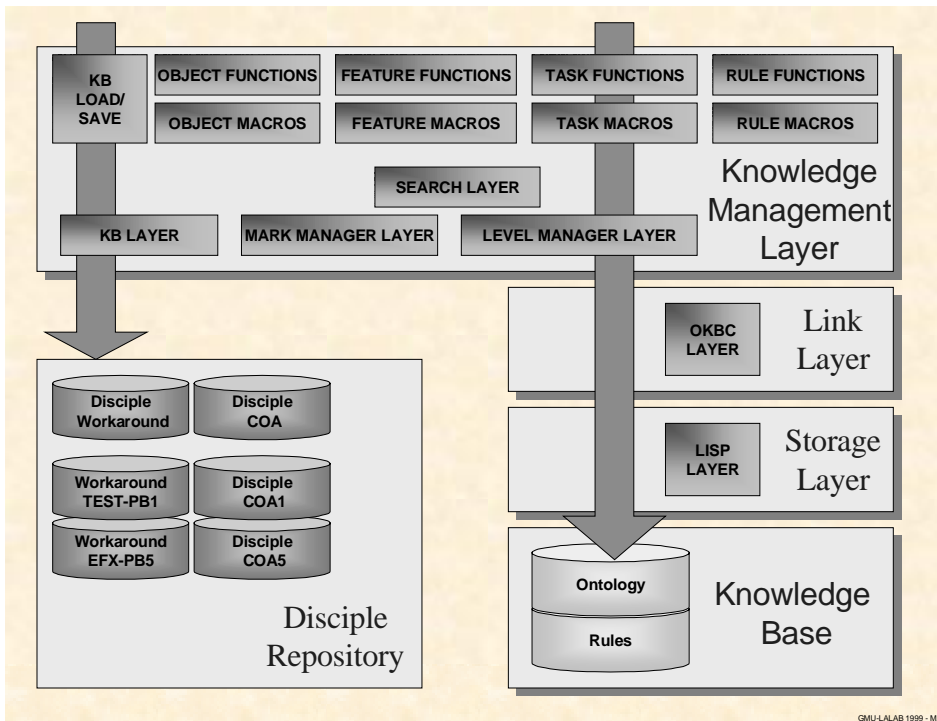 KB
LOAD/
SAVE
OBJECT FUNCTIONS
FEATURE FUNCTIONS
TASK FUNCTIONS
RULE FUNCTIONS
OBJECT MACROS
FEATURE MACROS
TASK MACROS
RULE MACROS
SEARCH LAYER
KB LAYER
MARK MANAGER LAYER
LEVEL MANAGER LAYER
Knowledge
Management
Layer
OKBC
LAYER
Link
Layer
LISP
LAYER
Storage
Layer
Disciple
Workaround
Disciple
COA
Workaround
TEST-PB1
Disciple
COA1
Workaround
EFX-PB5
Disciple
COA5
Disciple
Repository
Ontology
Rules
Knowledge
Base
GMU-LALAB 1999 - M